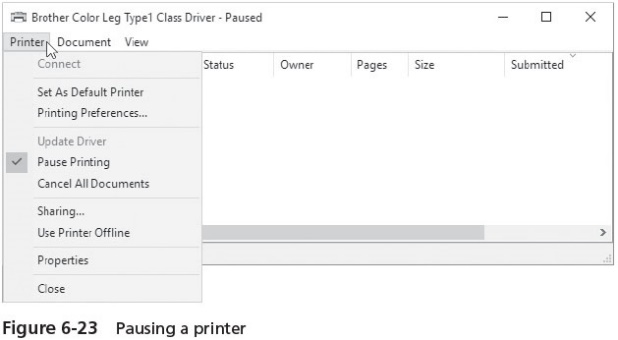 Brother Color Leg Type1 Class Driver - Paused
Printer Document View
Status Owner Pages Size Submitted
Connect
Set As Default Printer
Printing Preferences...
Update Driver
Pause Printing
Cancel All Documents
Sharing...
Use Printer Offline
Properties
Close
Figure 6-23 Pausing a printer